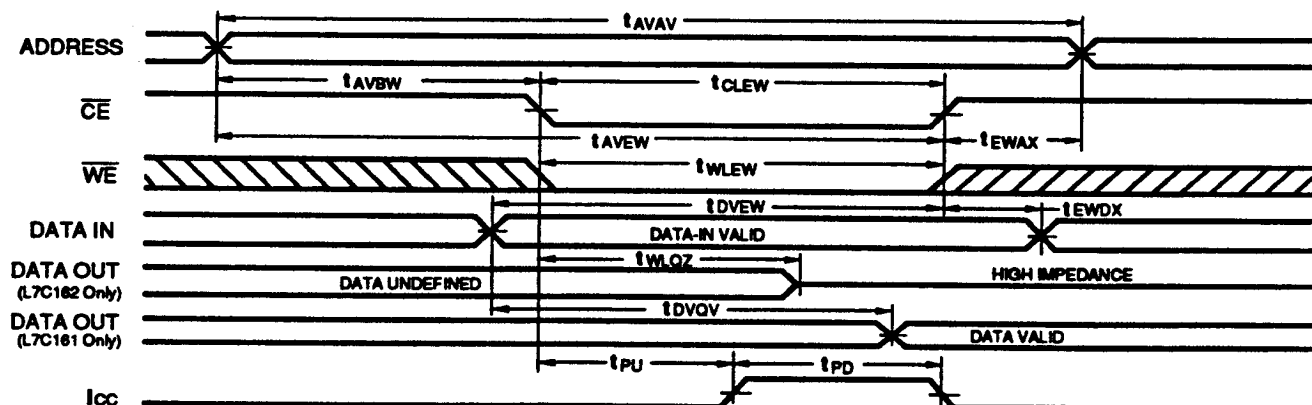 tAVAV
ADDRESS
tAVBW
tCLEW
CE
tAVEW
tEWAX
WE
tWLEW
tDVEW
tEWDX
DATA IN
DATA-IN VALID
tWLQZ
DATA OUT
(L7C162 Only)
DATA UNDEFINED
HIGH IMPEDANCE
tDVQV
DATA OUT
(L7C161 Only)
DATA VALID
tPU
tPD
Icc